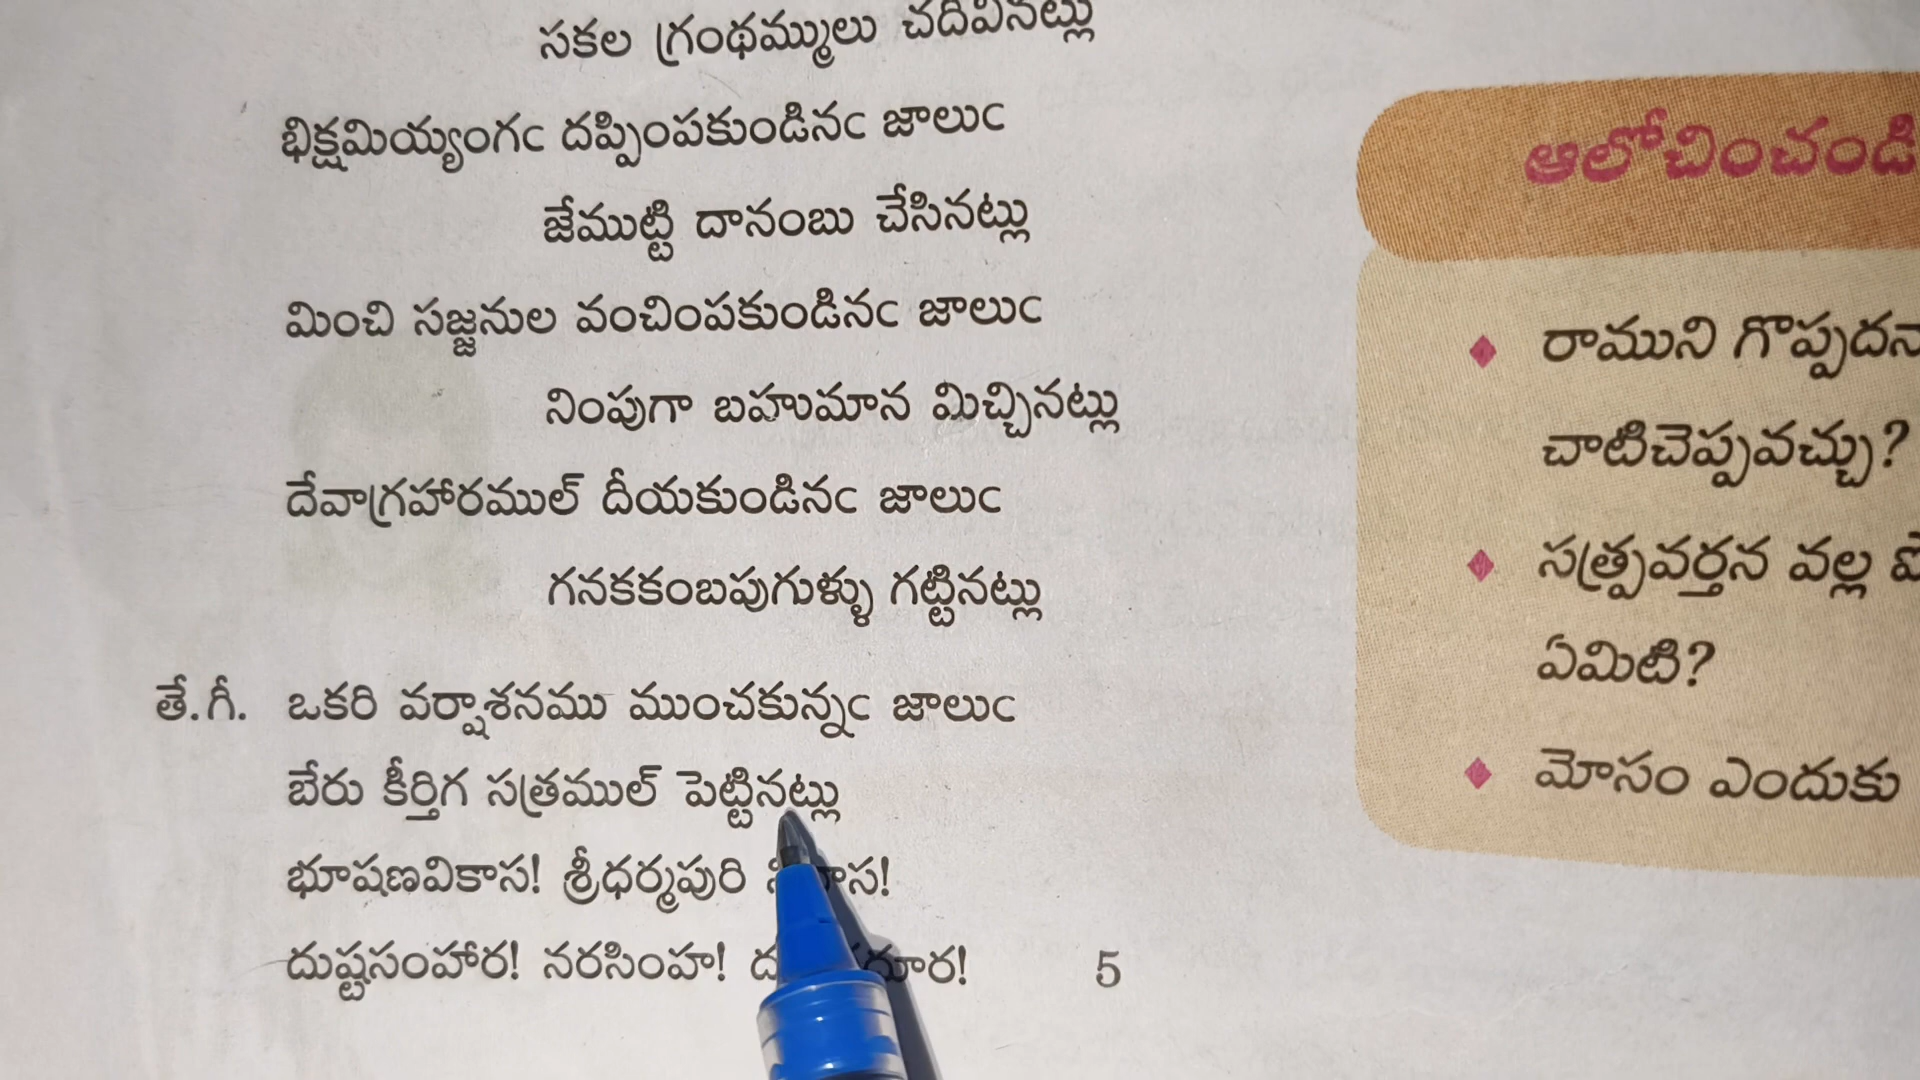 సకల గ్రంథమ్ములు చదివినట్లు
భిక్షమియ్యంగఁ దప్పింపకుండినఁ జాలుఁ
జేముట్టి దానంబు చేసినట్లు
మించి సజ్జనుల వంచింపకుండినఁ జాలుఁ
నింపుగా బహుమాన మిచ్చినట్లు
దేవాగ్రహారముల్ దీయకుండినఁ జాలుఁ
గనకకంబపుగుళ్ళు గట్టినట్లు
తే.గీ. ఒకరి వర్షాశనము ముంచకున్నఁ జాలుఁ
బేరు కీర్తిగ సత్రముల్ పెట్టినట్లు
భూషణవికాస! శ్రీధర్మపురి
దుష్టసంహార! నరసింహ! 5
ఆలోచించండి
రాముని
చాటిచెప్పవచ్చు?
సత్ప్రవర్తన వల్ల
ఏమిటి?
మోసం ఎందుకు